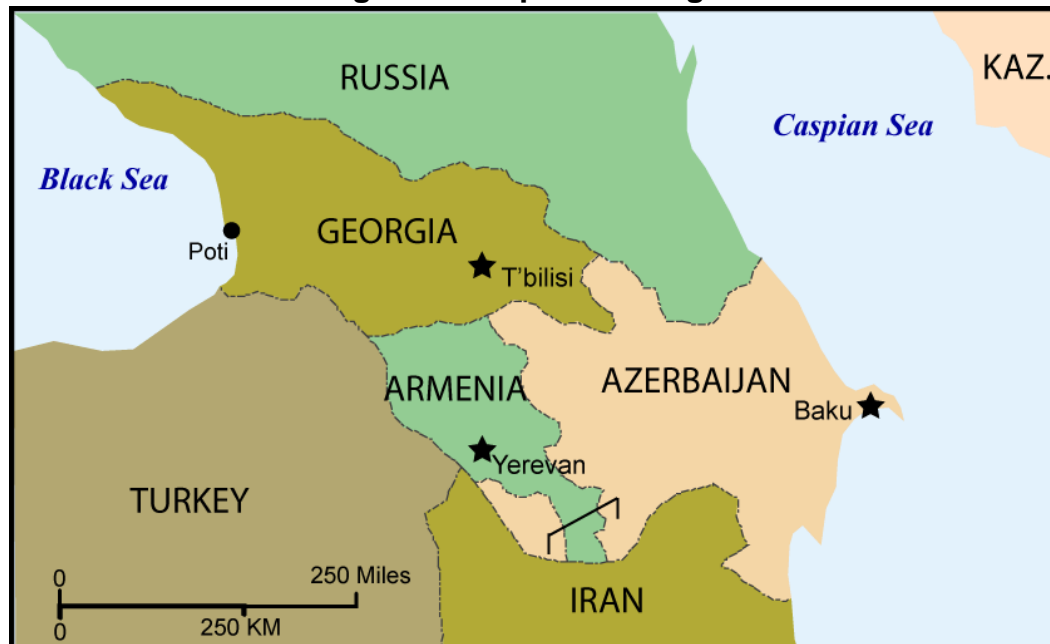 RUSSIA
KAZ.
Caspian Sea
Black Sea
GEORGIA
Poti
T'bilisi
ARMENIA
AZERBAIJAN
Baku
Yerevan
TURKEY
0
250 Miles
IRAN
0
250 KM